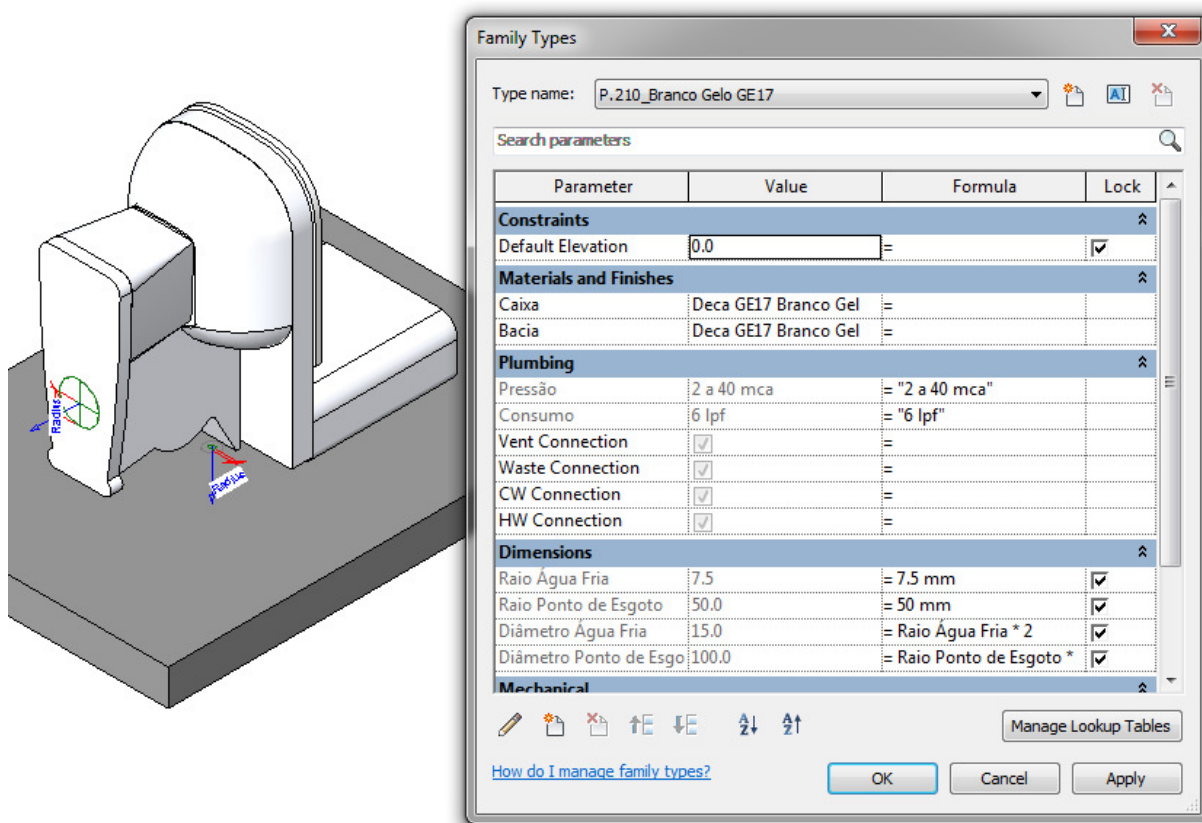 Family Types
Type name: P.210_Branco Gelo GE17
Search parameters
Parameter Value Formula Lock
Constraints
Default Elevation 0.0 =
Materials and Finishes
Caixa Deca GE17 Branco Gel =
Bacia Deca GE17 Branco Gel =
Plumbing
Pressão 2 a 40 mca = "2 a 40 mca"
Consumo 6 lpf = "6 lpf"
Vent Connection =
Waste Connection =
CW Connection =
HW Connection =
Dimensions
Raio Água Fria 7.5 = 7.5 mm
Raio Ponto de Esgoto 50.0 = 50 mm
Diâmetro Água Fria 15.0 = Raio Água Fria * 2
Diâmetro Ponto de Esgo 100.0 = Raio Ponto de Esgoto *
Mechanical
Manage Lookup Tables
How do I manage family types?
OK Cancel Apply
Radius
Radius